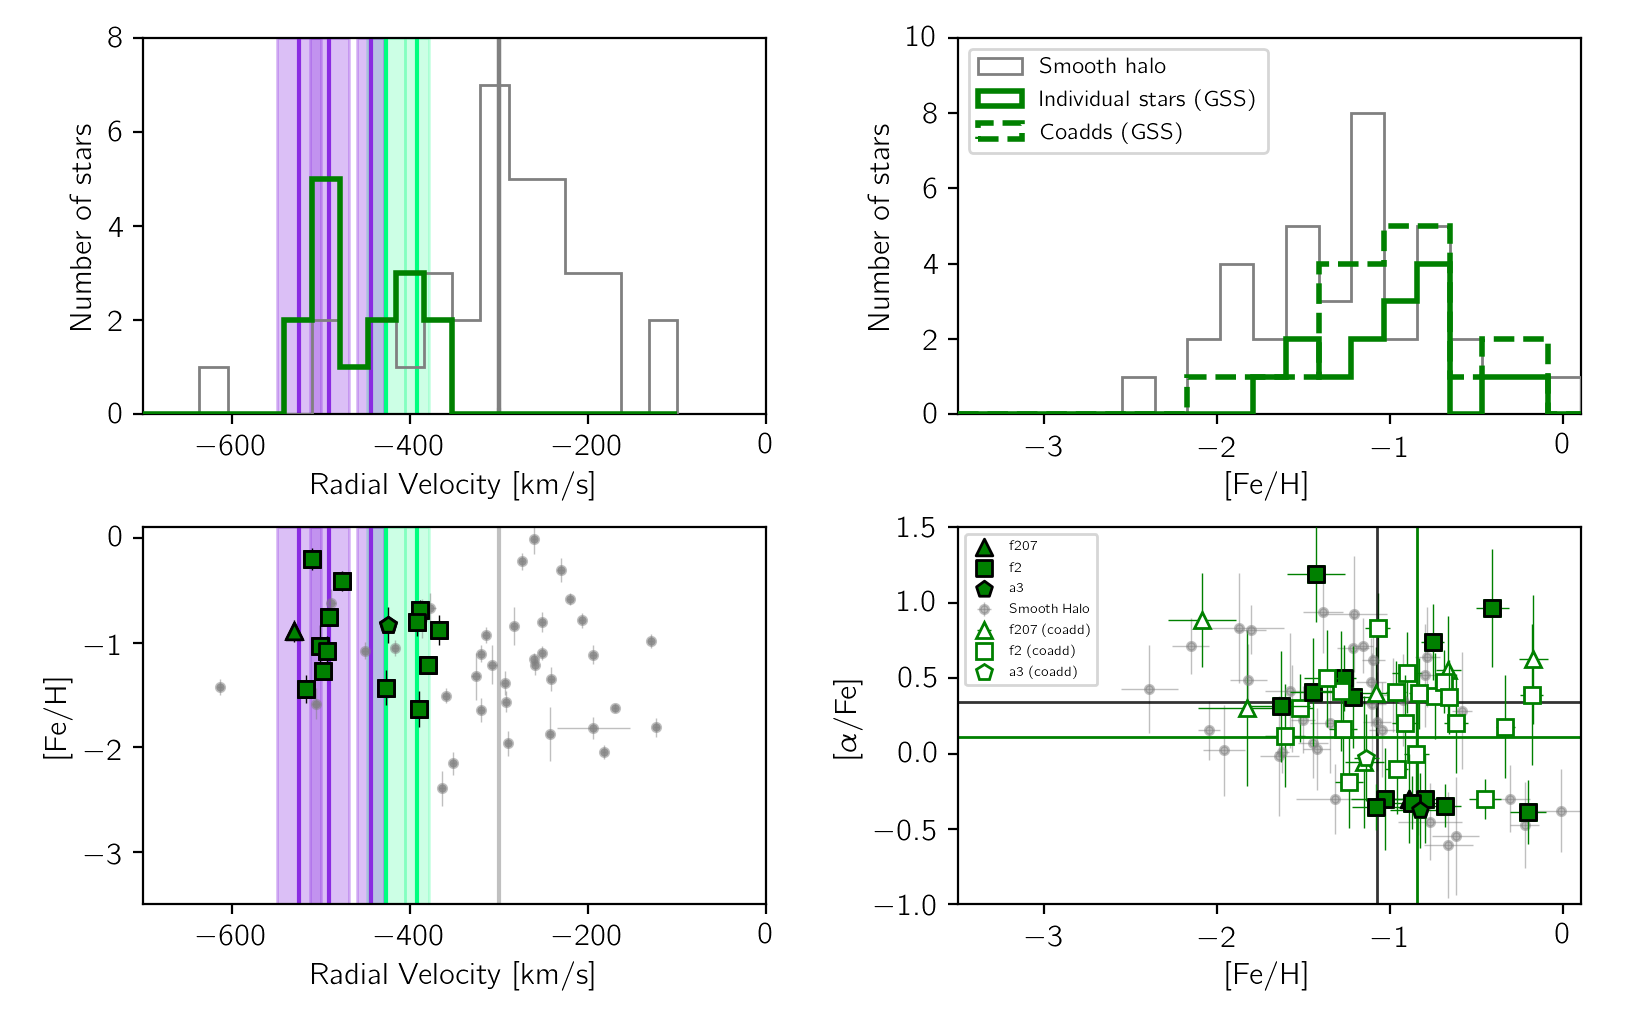 8
6
4
2
0
Number of stars
−600
−400
−200
0
Radial Velocity [km/s]
10
8
6
4
2
0
Number of stars
Smooth halo
Individual stars (GSS)
Coadds (GSS)
−3
−2
−1
0
[Fe/H]
0
−1
−2
−3
[Fe/H]
−600
−400
−200
0
Radial Velocity [km/s]
1.5
1.0
0.5
0.0
−0.5
−1.0
[α/Fe]
f207
f2
a3
Smooth Halo
f207 (coadd)
f2 (coadd)
a3 (coadd)
−3
−2
−1
0
[Fe/H]